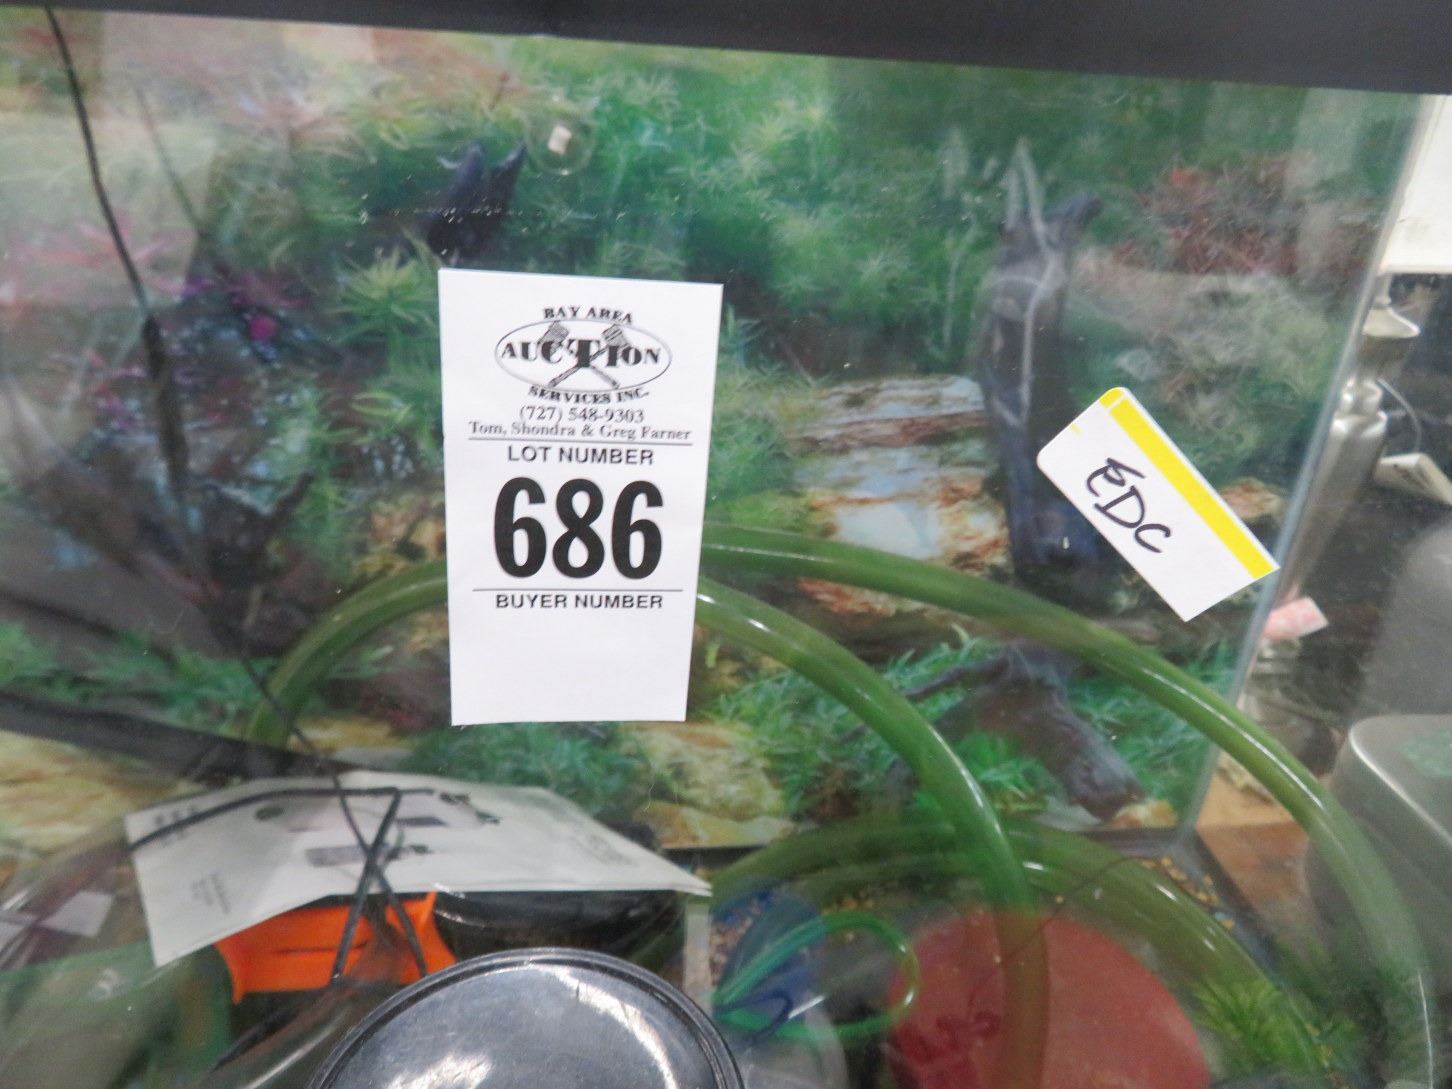 BAY AREA
AUCTION
SERVICES INC.
(727) 548-9303
Tom, Shondra & Greg Farner
LOT NUMBER
686
BUYER NUMBER
EDC